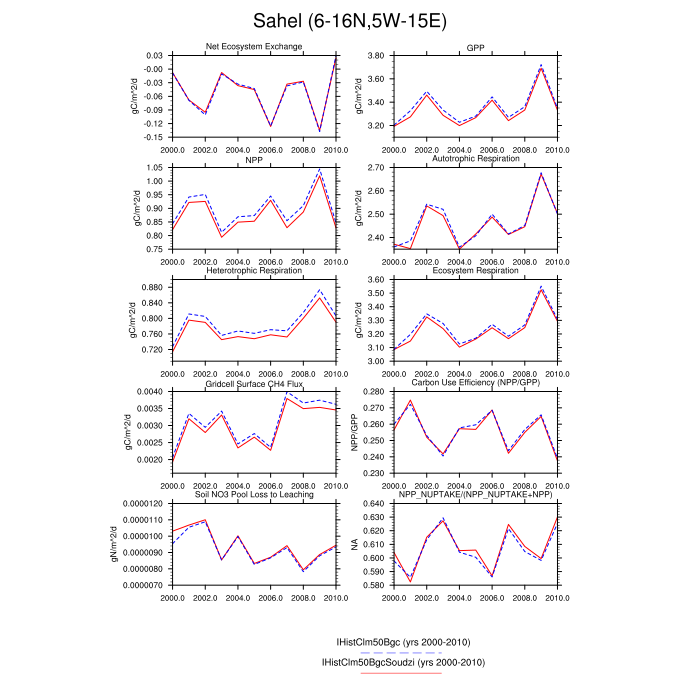 Sahel (6-16N,5W-15E)
Net Ecosystem Exchange
GPP
gC/m^2/d
0.03
-0.00
-0.03
-0.06
-0.09
-0.12
-0.15
2000.0 2002.0 2004.0 2006.0 2008.0 2010.0
gC/m^2/d
3.80
3.60
3.40
3.20
2000.0 2002.0 2004.0 2006.0 2008.0 2010.0
NPP
Autotrophic Respiration
gC/m^2/d
1.05
1.00
0.95
0.90
0.85
0.80
0.75
2000.0 2002.0 2004.0 2006.0 2008.0 2010.0
gC/m^2/d
2.70
2.60
2.50
2.40
2000.0 2002.0 2004.0 2006.0 2008.0 2010.0
Heterotrophic Respiration
Ecosystem Respiration
gC/m^2/d
0.880
0.840
0.800
0.760
0.720
2000.0 2002.0 2004.0 2006.0 2008.0 2010.0
gC/m^2/d
3.60
3.50
3.40
3.30
3.20
3.10
3.00
2000.0 2002.0 2004.0 2006.0 2008.0 2010.0
Gridcell Surface CH4 Flux
Carbon Use Efficiency (NPP/GPP)
gC/m^2/d
0.0040
0.0035
0.0030
0.0025
0.0020
2000.0 2002.0 2004.0 2006.0 2008.0 2010.0
NPP/GPP
0.280
0.270
0.260
0.250
0.240
0.230
2000.0 2002.0 2004.0 2006.0 2008.0 2010.0
Soil NO3 Pool Loss to Leaching
NPP_NUPTAKE/(NPP_NUPTAKE+NPP)
gN/m^2/d
0.0000120
0.0000110
0.0000100
0.0000090
0.0000080
0.0000070
2000.0 2002.0 2004.0 2006.0 2008.0 2010.0
NA
0.640
0.630
0.620
0.610
0.600
0.590
0.580
2000.0 2002.0 2004.0 2006.0 2008.0 2010.0
IHistClm50Bgc (yrs 2000-2010)
IHistClm50BgcSoudzi (yrs 2000-2010)